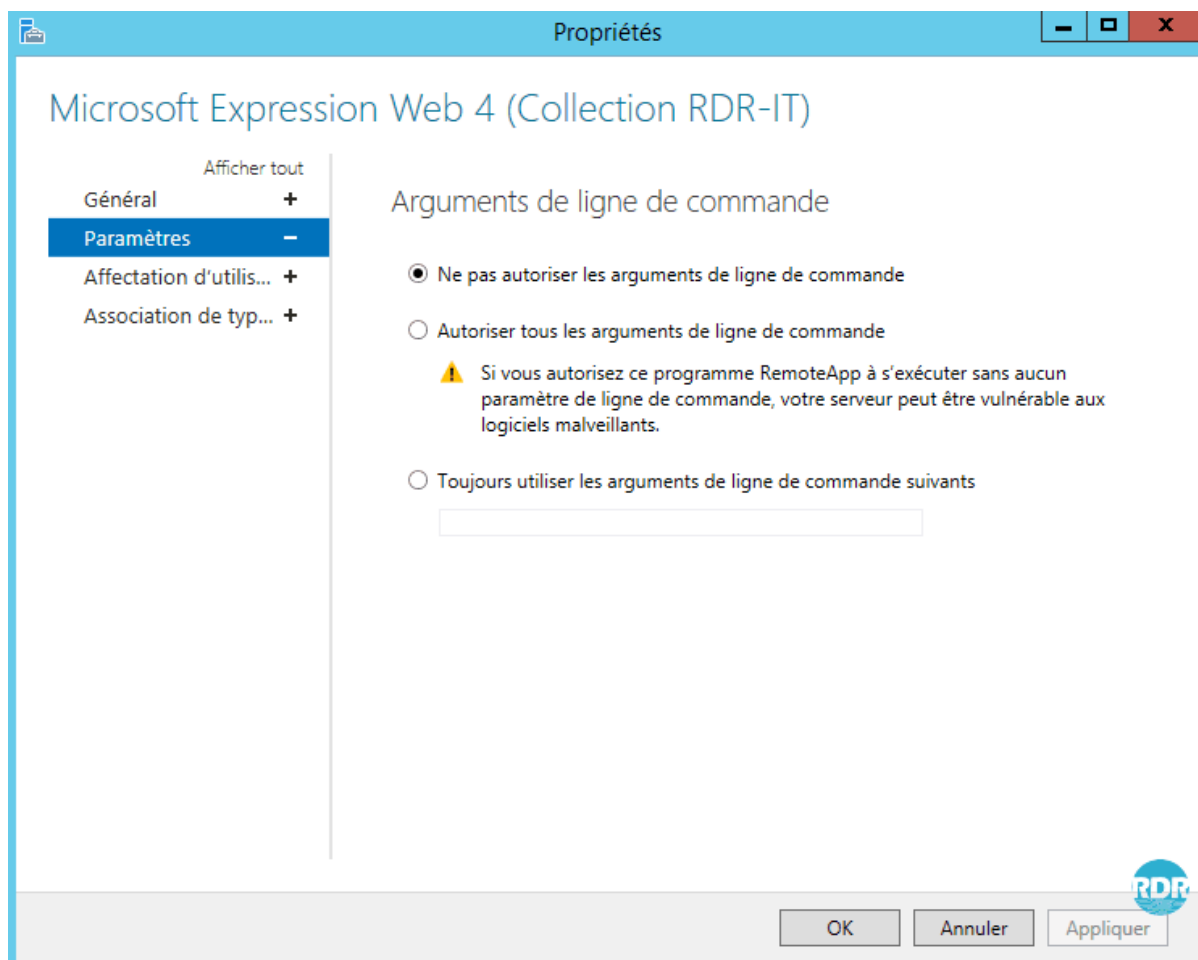 Propriétés
Microsoft Expression Web 4 (Collection RDR-IT)
Afficher tout
Général +
Paramètres –
Affectation d'utilis... +
Association de typ... +
Arguments de ligne de commande
Ne pas autoriser les arguments de ligne de commande
Autoriser tous les arguments de ligne de commande
Si vous autorisez ce programme RemoteApp à s'exécuter sans aucun
paramètre de ligne de commande, votre serveur peut être vulnérable aux
logiciels malveillants.
Toujours utiliser les arguments de ligne de commande suivants
RDR
OK Annuler Appliquer